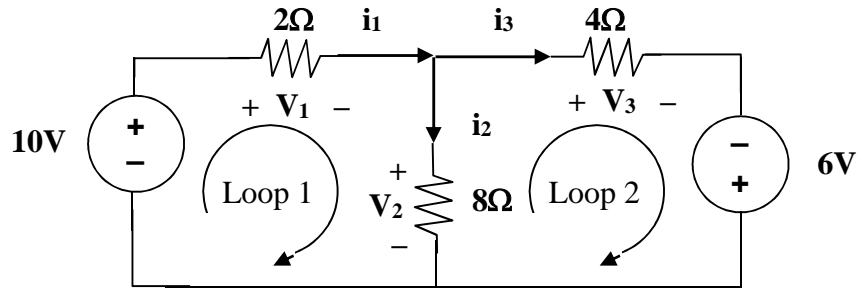 2Ω i₁ i₃ 4Ω
+ V₁ − + V₃ −
10V + − i₂ − + 6V
Loop 1 + V₂ − 8Ω Loop 2